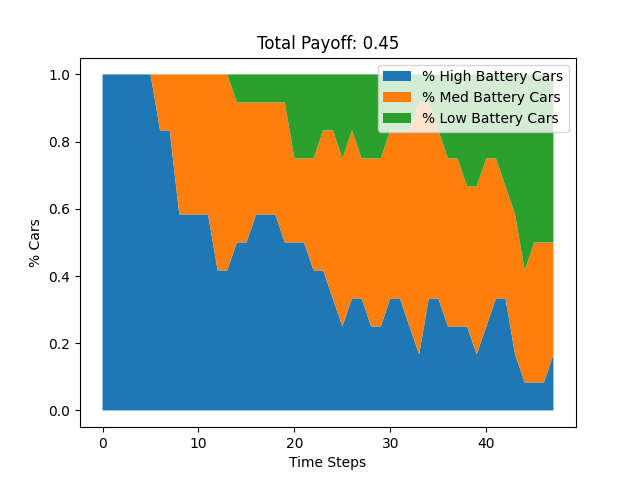 Total Payoff: 0.45
% High Battery Cars
% Med Battery Cars
% Low Battery Cars
% Cars
1.0
0.8
0.6
0.4
0.2
0.0
0 10 20 30 40
Time Steps